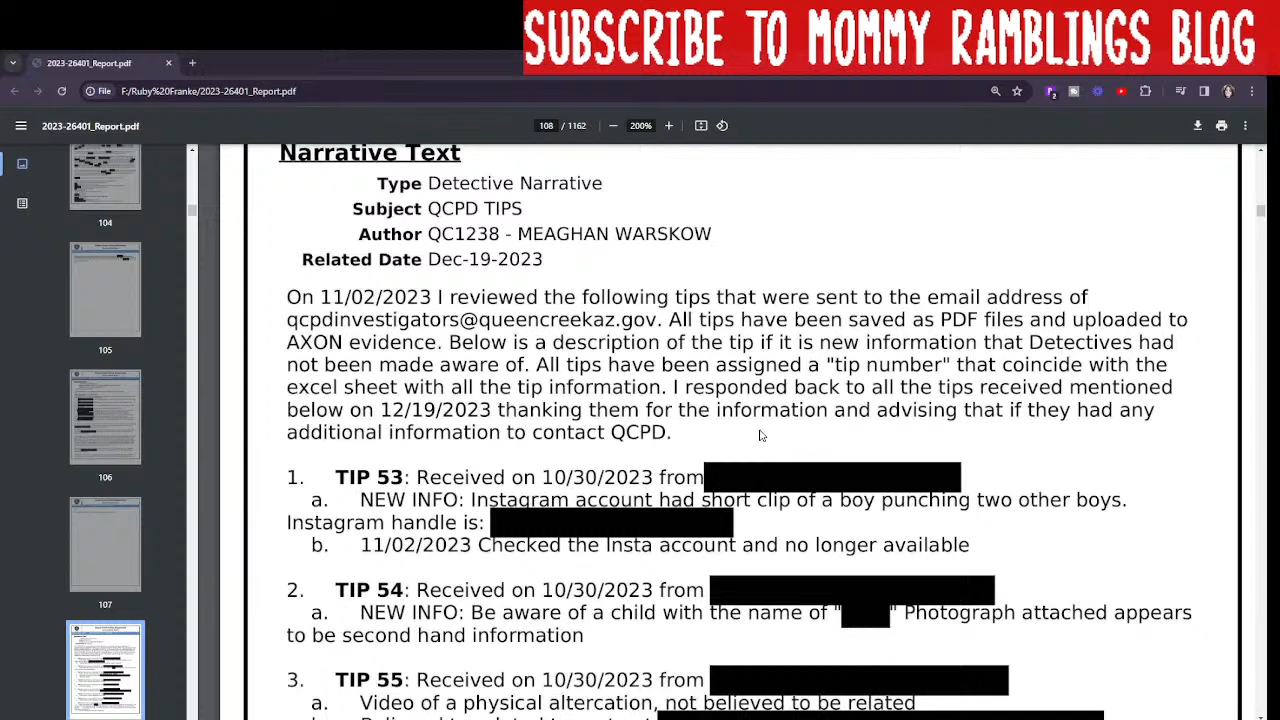 SUBSCRIBE TO MOMMY RAMBLINGS BLOG
2023-26401_Report.pdf
File F:/Ruby%20Franke/2023-26401_Report.pdf
2023-26401_Report.pdf
108 / 1162
200%
104
105
106
107
Narrative Text
Type Detective Narrative
Subject QCPD TIPS
Author QC1238 - MEAGHAN WARSKOW
Related Date Dec-19-2023
On 11/02/2023 I reviewed the following tips that were sent to the email address of
qcpdinvestigators@queencreekaz.gov. All tips have been saved as PDF files and uploaded to
AXON evidence. Below is a description of the tip if it is new information that Detectives had
not been made aware of. All tips have been assigned a "tip number" that coincide with the
excel sheet with all the tip information. I responded back to all the tips received mentioned
below on 12/19/2023 thanking them for the information and advising that if they had any
additional information to contact QCPD.
1. TIP 53: Received on 10/30/2023 from
a. NEW INFO: Instagram account had short clip of a boy punching two other boys.
Instagram handle is:
b. 11/02/2023 Checked the Insta account and no longer available
2. TIP 54: Received on 10/30/2023 from
a. NEW INFO: Be aware of a child with the name of " " Photograph attached appears
to be second hand information
3. TIP 55: Received on 10/30/2023 from
a. Video of a physical altercation, not believed to be related